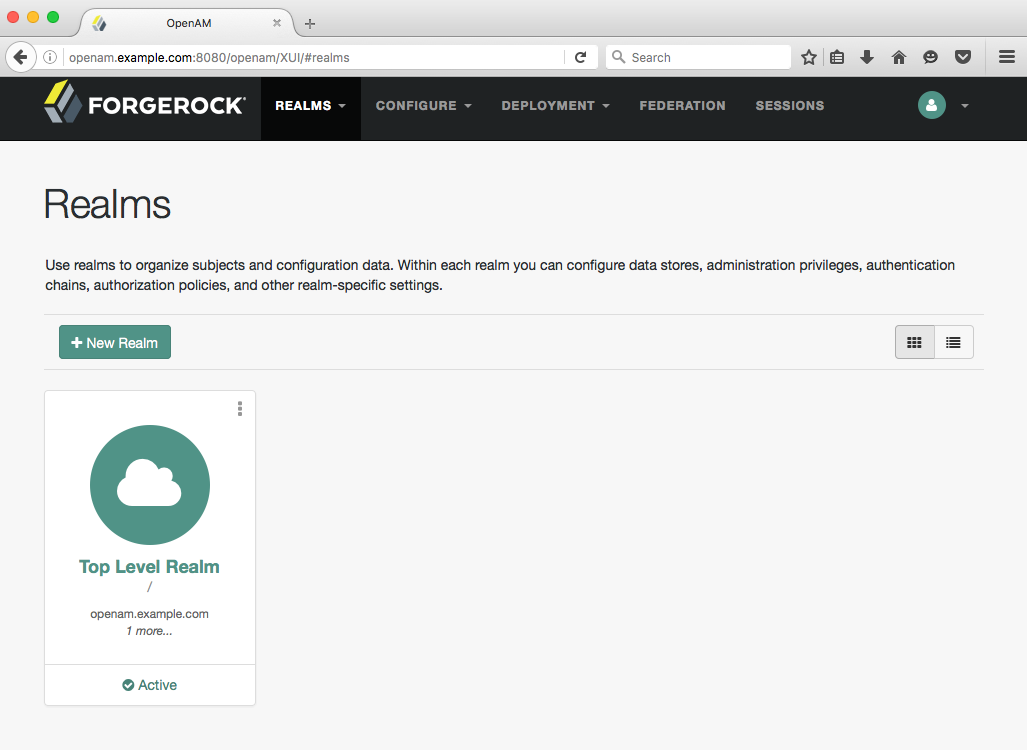 OpenAM
openam.example.com:8080/openam/XUI/#realms
Search
FORGEROCK
REALMS CONFIGURE DEPLOYMENT FEDERATION SESSIONS
Realms
Use realms to organize subjects and configuration data. Within each realm you can configure data stores, administration privileges, authentication
chains, authorization policies, and other realm-specific settings.
+ New Realm
Top Level Realm
/
openam.example.com
1 more...
Active